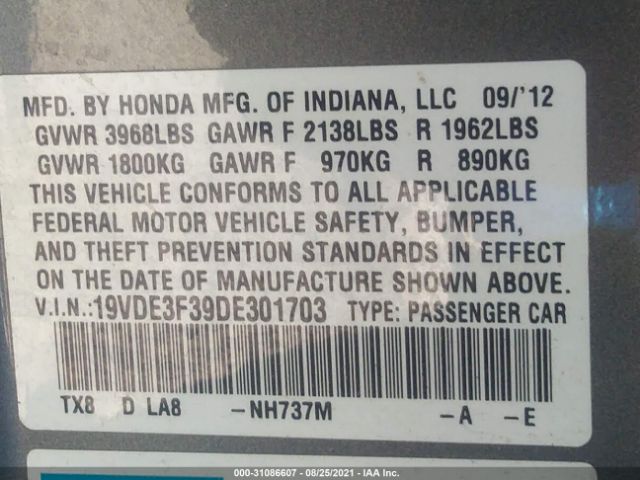 MFD. BY HONDA MFG. OF INDIANA, LLC 09/'12
GVWR 3968LBS GAWR F 2138LBS R 1962LBS
GVWR 1800KG GAWR F 970KG R 890KG
THIS VEHICLE CONFORMS TO ALL APPLICABLE
FEDERAL MOTOR VEHICLE SAFETY, BUMPER,
AND THEFT PREVENTION STANDARDS IN EFFECT
ON THE DATE OF MANUFACTURE SHOWN ABOVE.
V.I.N.:19VDE3F39DE301703 TYPE: PASSENGER CAR
TX8 D LA8 -NH737M -A -E
000-31086607 - 08/25/2021 - IAA Inc.